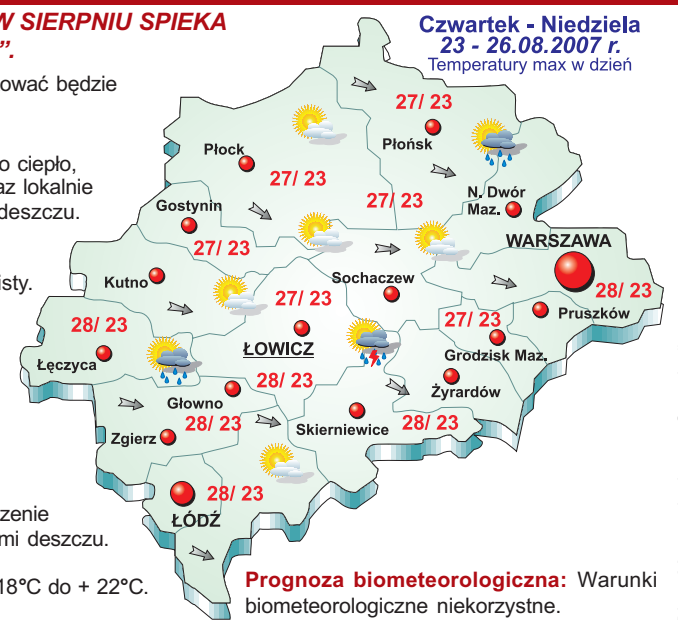 W SIERPNIU SPIEKA
”.
ować będzie
o ciepło,
az lokalnie
deszczu.
isty.
zenie
mi deszczu.
18°C do + 22°C.
Czwartek - Niedziela
23 - 26.08.2007 r.
Temperatury max w dzień
27/ 23
Płońsk
Płock
27/ 23
27/ 23
N. Dwór
Maz.
Gostynin
27/ 23
WARSZAWA
Kutno
Sochaczew
28/ 23
27/ 23
Pruszków
28/ 23
27/ 23
ŁOWICZ
Łęczyca
Grodzisk Maz.
28/ 23
Żyrardów
Głowno
28/ 23
Skierniewice
28/ 23
Zgierz
28/ 23
ŁÓDŹ
Prognoza biometeorologiczna: Warunki
biometeorologiczne niekorzystne.